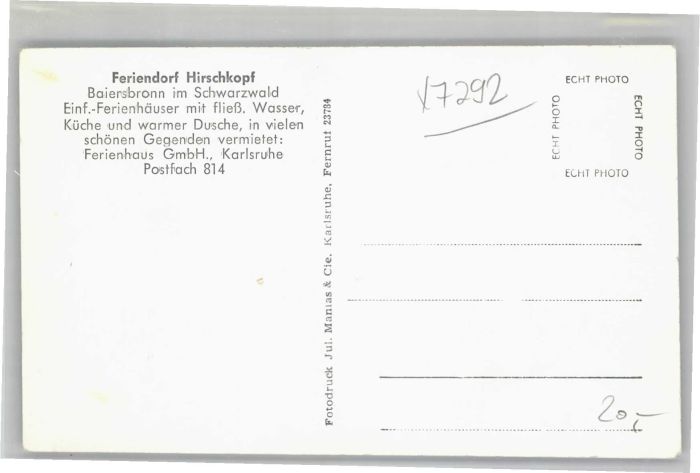 Feriendorf Hirschkopf
Baiersbronn im Schwarzwald
Einf.-Ferienhäuser mit fließ. Wasser,
Küche und warmer Dusche, in vielen
schönen Gegenden vermietet:
Ferienhaus GmbH., Karlsruhe
Postfach 814
Fotodruck Jul. Manias & Cie. Karlsruhe, Fernruf 23784
x7292
ECHT PHOTO
ECHT PHOTO
ECHT PHOTO
ECHT PHOTO
20,-